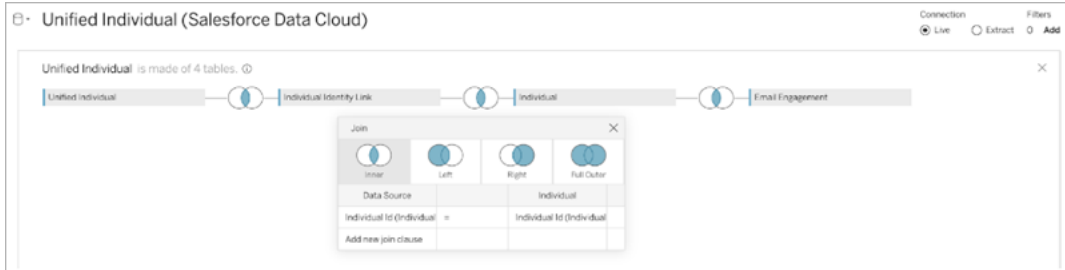 Unified Individual (Salesforce Data Cloud)
Connection
Live
Extract
Filters
0 Add
Unified Individual is made of 4 tables.
Unified Individual
Individual Identity Link
Individual
Email Engagement
Join
Inner
Left
Right
Full Outer
Data Source
Individual
Individual Id (Individual = Individual Id (Individual
Add new join clause